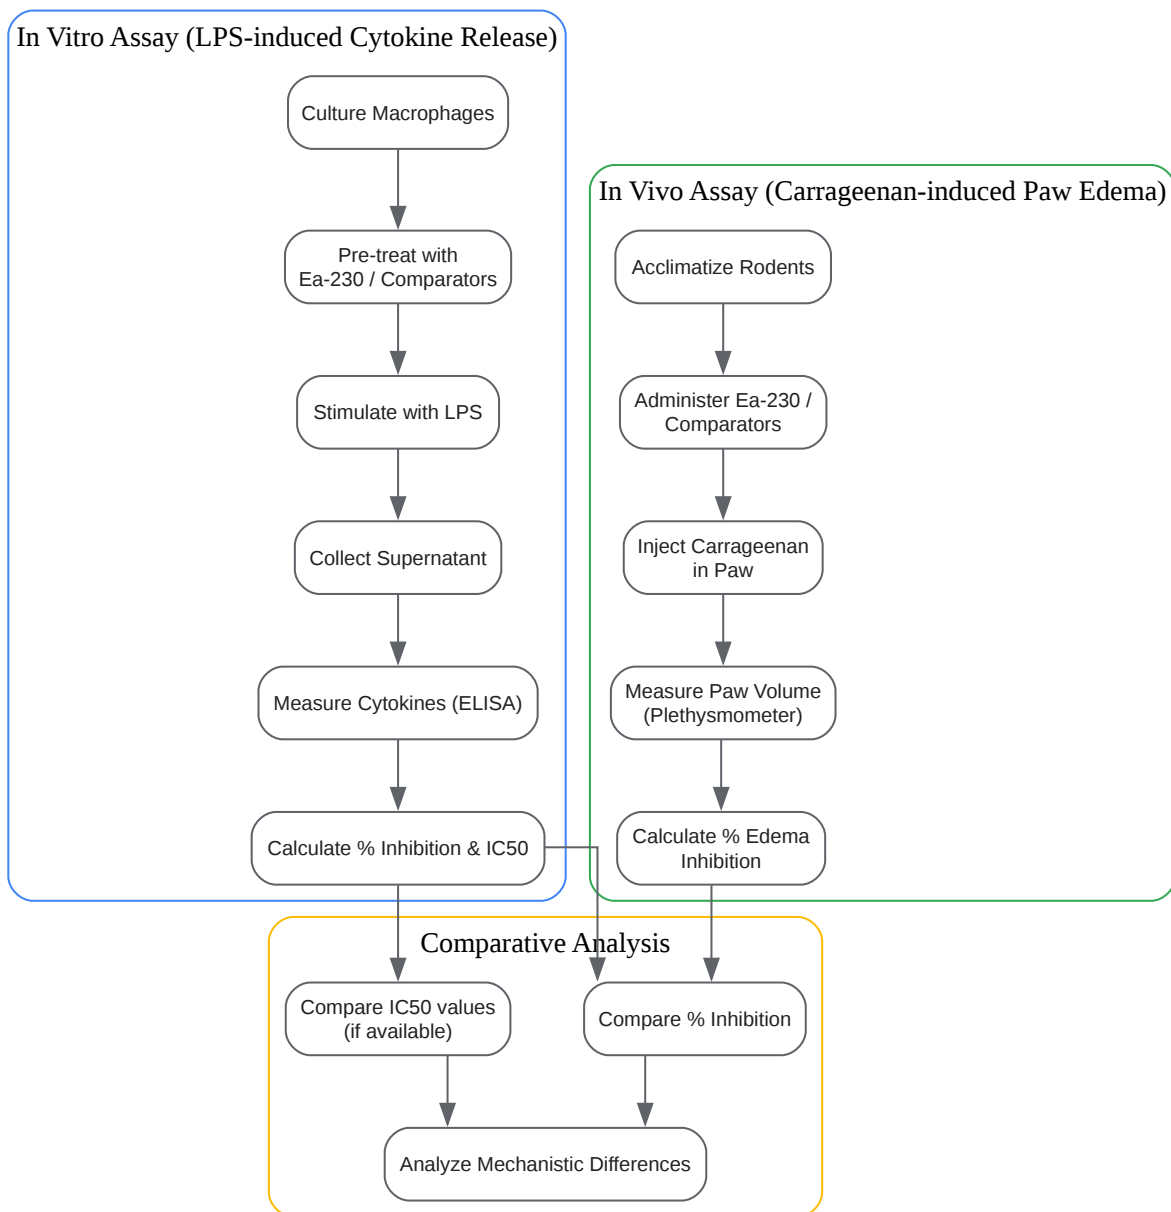 In Vitro Assay (LPS-induced Cytokine Release)
Culture Macrophages
Pre-treat with
Ea-230 / Comparators
Stimulate with LPS
Collect Supernatant
Measure Cytokines (ELISA)
Calculate % Inhibition & IC50
In Vivo Assay (Carrageenan-induced Paw Edema)
Acclimatize Rodents
Administer Ea-230 /
Comparators
Inject Carrageenan
in Paw
Measure Paw Volume
(Plethysmometer)
Calculate % Edema
Inhibition
Comparative Analysis
Compare IC50 values
(if available)
Compare % Inhibition
Analyze Mechanistic Differences